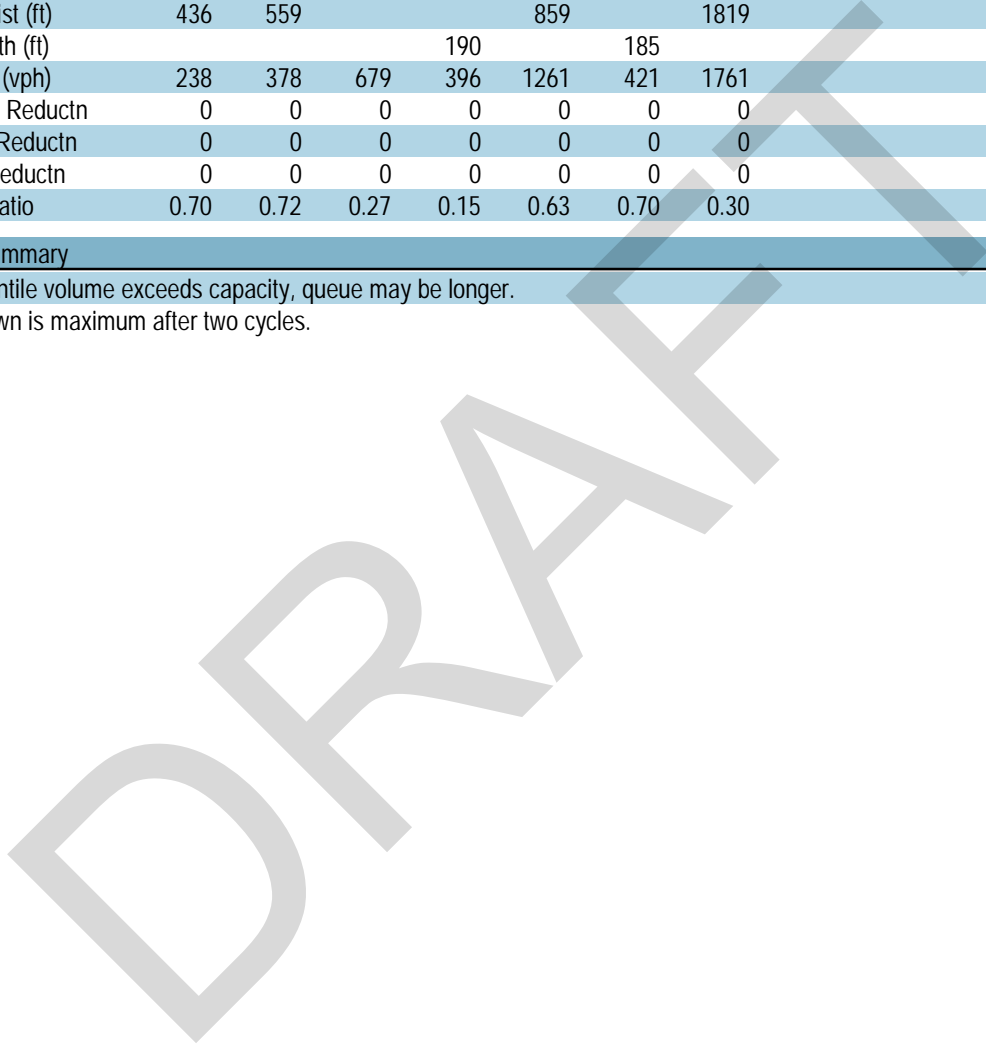 ist (ft) 436 559 859 1819
th (ft) 190 185
(vph) 238 378 679 396 1261 421 1761
Reductn 0 0 0 0 0 0 0
Reductn 0 0 0 0 0 0 0
eductn 0 0 0 0 0 0 0
atio 0.70 0.72 0.27 0.15 0.63 0.70 0.30
mmary
ntile volume exceeds capacity, queue may be longer.
wn is maximum after two cycles.
DRAFT